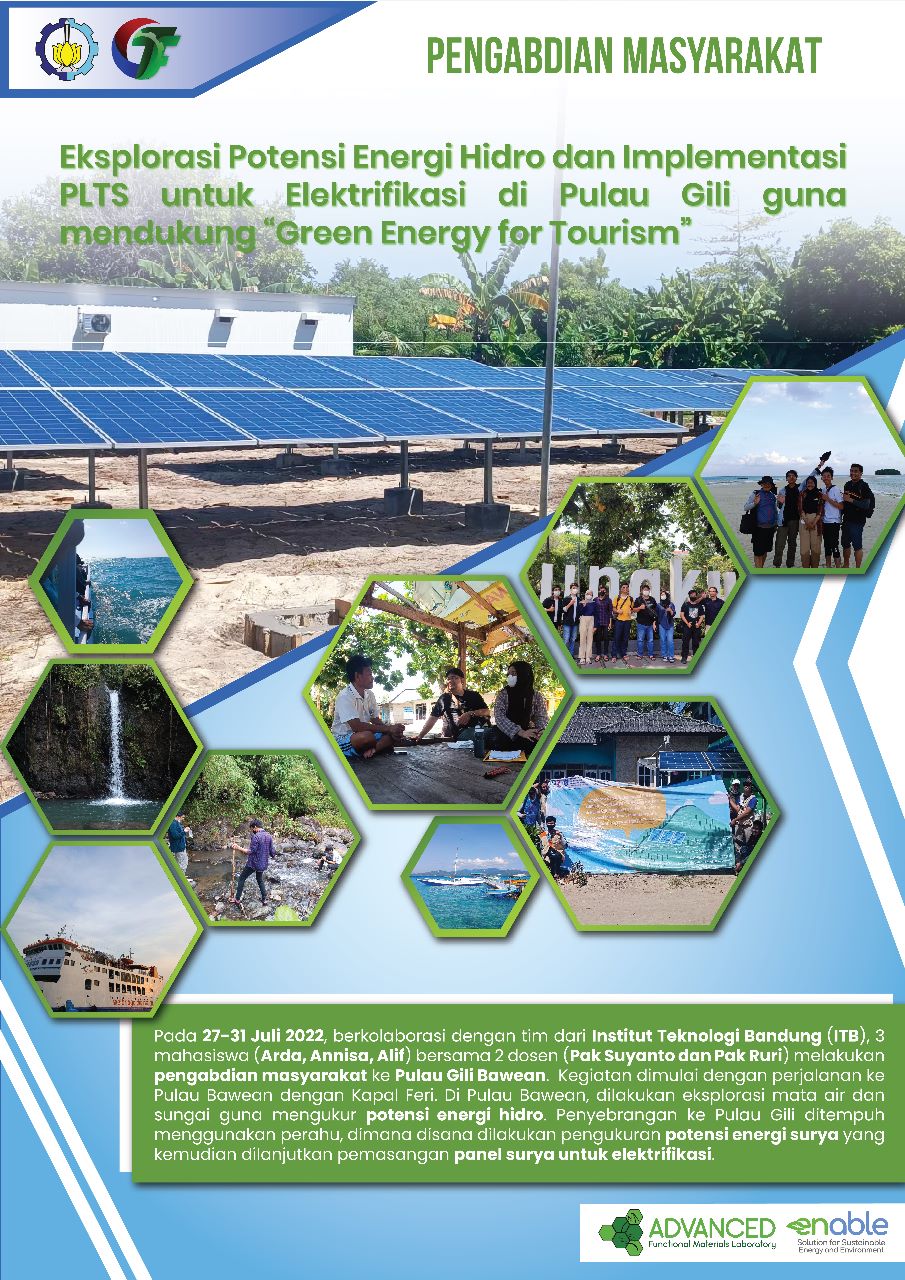 PENGABDIAN MASYARAKAT
Eksplorasi Potensi Energi Hidro dan Implementasi
PLTS untuk Elektrifikasi di Pulau Gili guna
mendukung “Green Energy for Tourism”
ungku
Pada 27-31 Juli 2022, berkolaborasi dengan tim dari Institut Teknologi Bandung (ITB), 3
mahasiswa (Arda, Annisa, Alif) bersama 2 dosen (Pak Suyanto dan Pak Ruri) melakukan
pengabdian masyarakat ke Pulau Gili Bawean. Kegiatan dimulai dengan perjalanan ke
Pulau Bawean dengan Kapal Feri. Di Pulau Bawean, dilakukan eksplorasi mata air dan
sungai guna mengukur potensi energi hidro. Penyebrangan ke Pulau Gili ditempuh
menggunakan perahu, dimana disana dilakukan pengukuran potensi energi surya yang
kemudian dilanjutkan pemasangan panel surya untuk elektrifikasi.
ADVANCED
Functional Materials Laboratory
enable
Solution for Sustainable
Energy and Environment